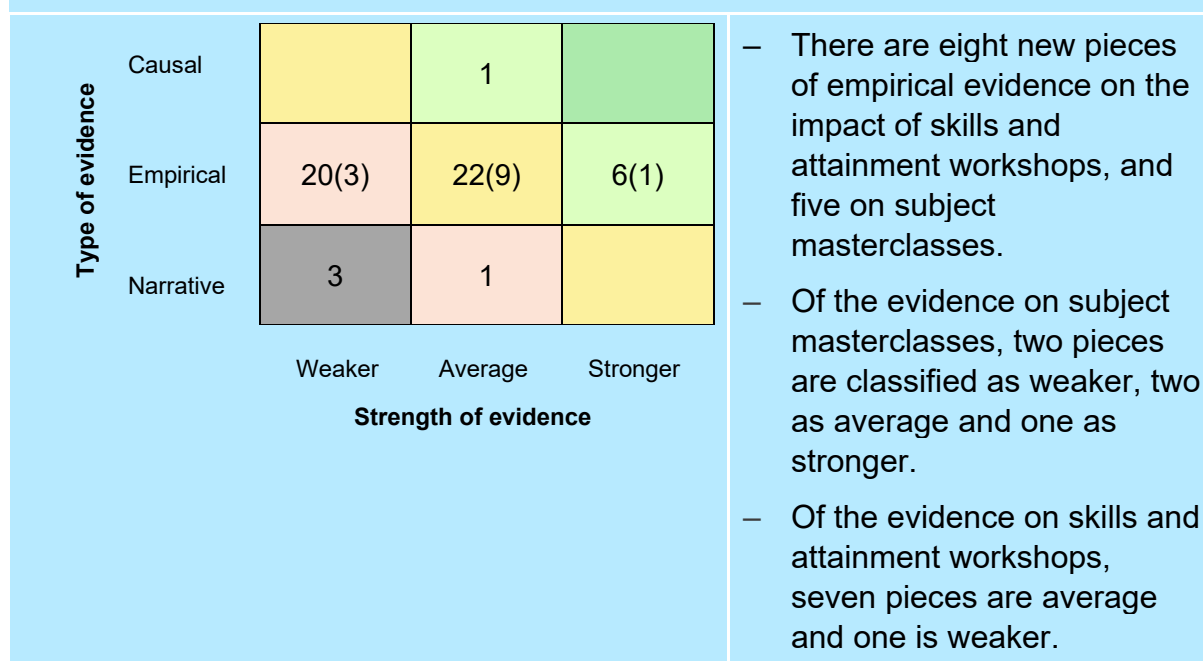 Type of evidence
Causal
1
Empirical
20(3) 22(9) 6(1)
Narrative
3 1
Weaker Average Stronger
Strength of evidence
– There are eight new pieces
of empirical evidence on the
impact of skills and
attainment workshops, and
five on subject
masterclasses.
– Of the evidence on subject
masterclasses, two pieces
are classified as weaker, two
as average and one as
stronger.
– Of the evidence on skills and
attainment workshops,
seven pieces are average
and one is weaker.